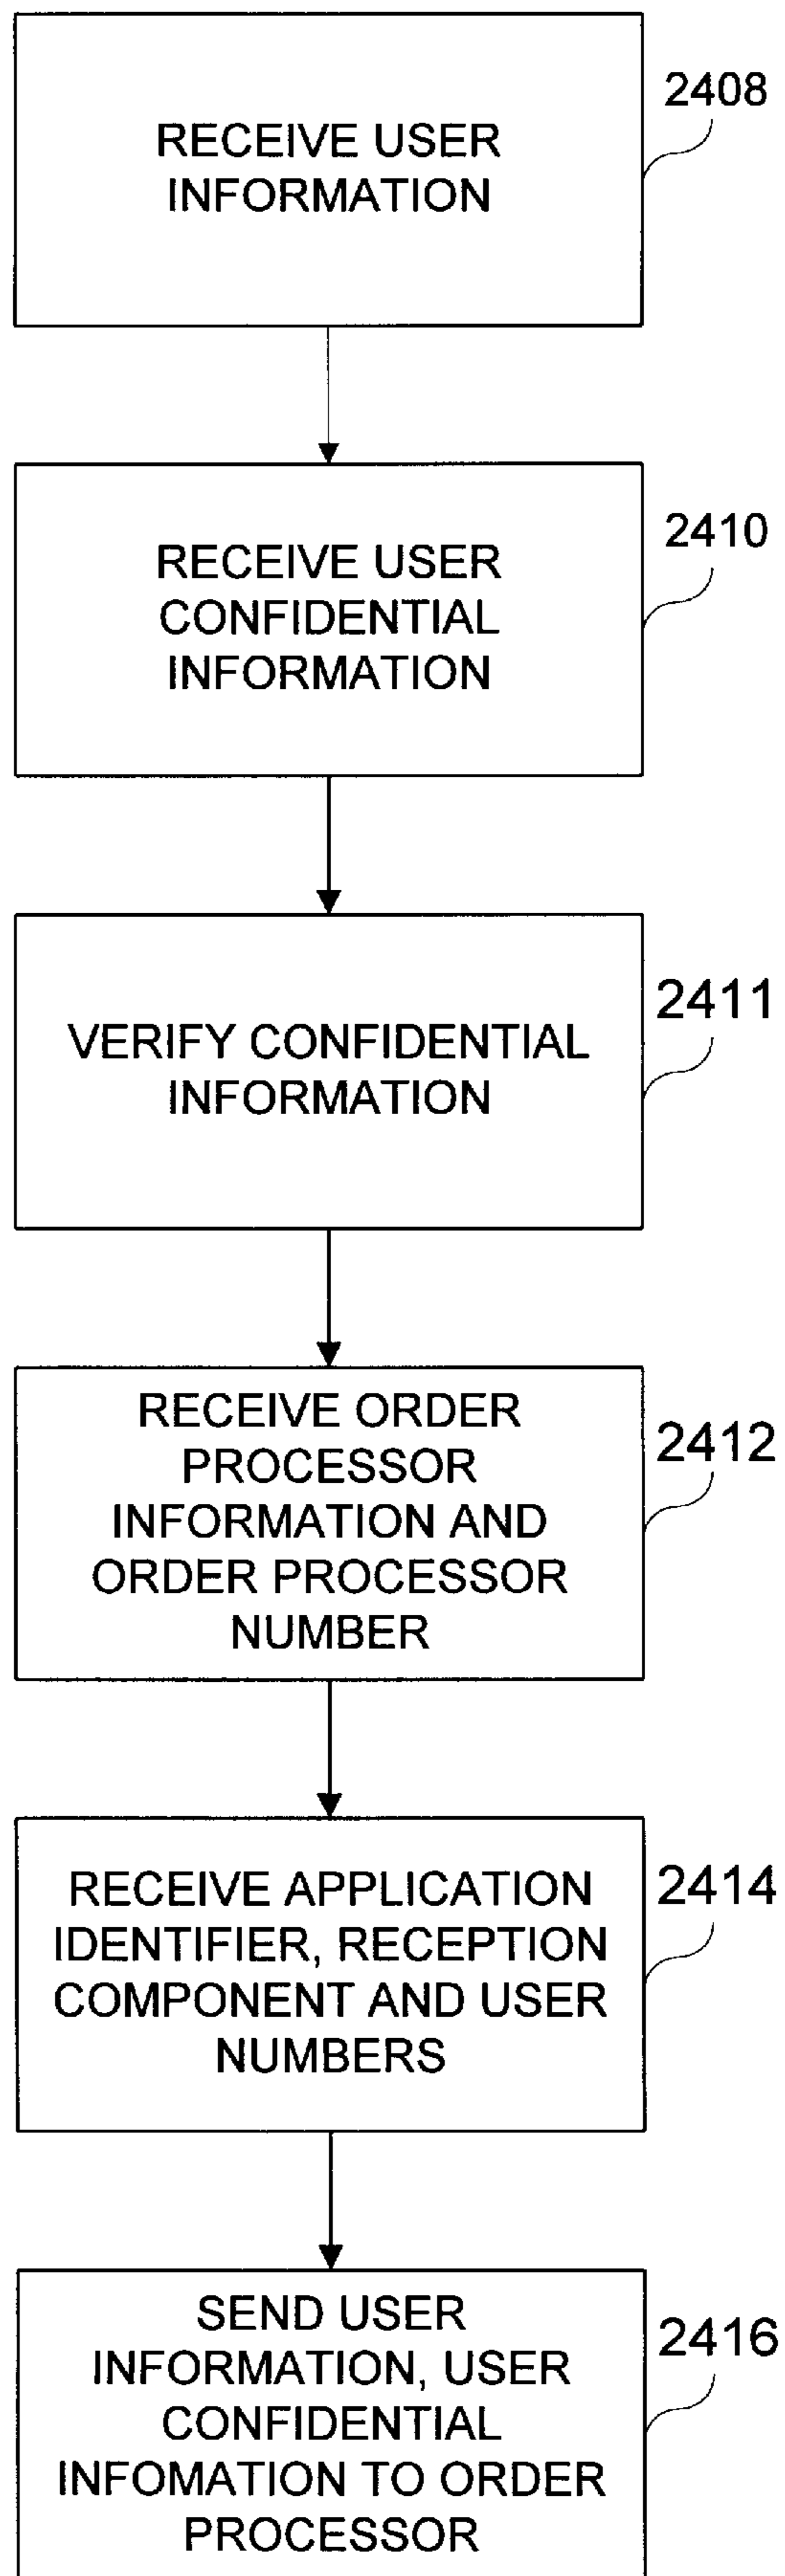 RECEIVE USER
INFORMATION
2408
RECEIVE USER
CONFIDENTIAL
INFORMATION
2410
VERIFY CONFIDENTIAL
INFORMATION
2411
RECEIVE ORDER
PROCESSOR
INFORMATION AND
ORDER PROCESSOR
NUMBER
2412
RECEIVE APPLICATION
IDENTIFIER, RECEPTION
COMPONENT AND USER
NUMBERS
2414
SEND USER
INFORMATION, USER
CONFIDENTIAL
INFOMATION TO ORDER
PROCESSOR
2416